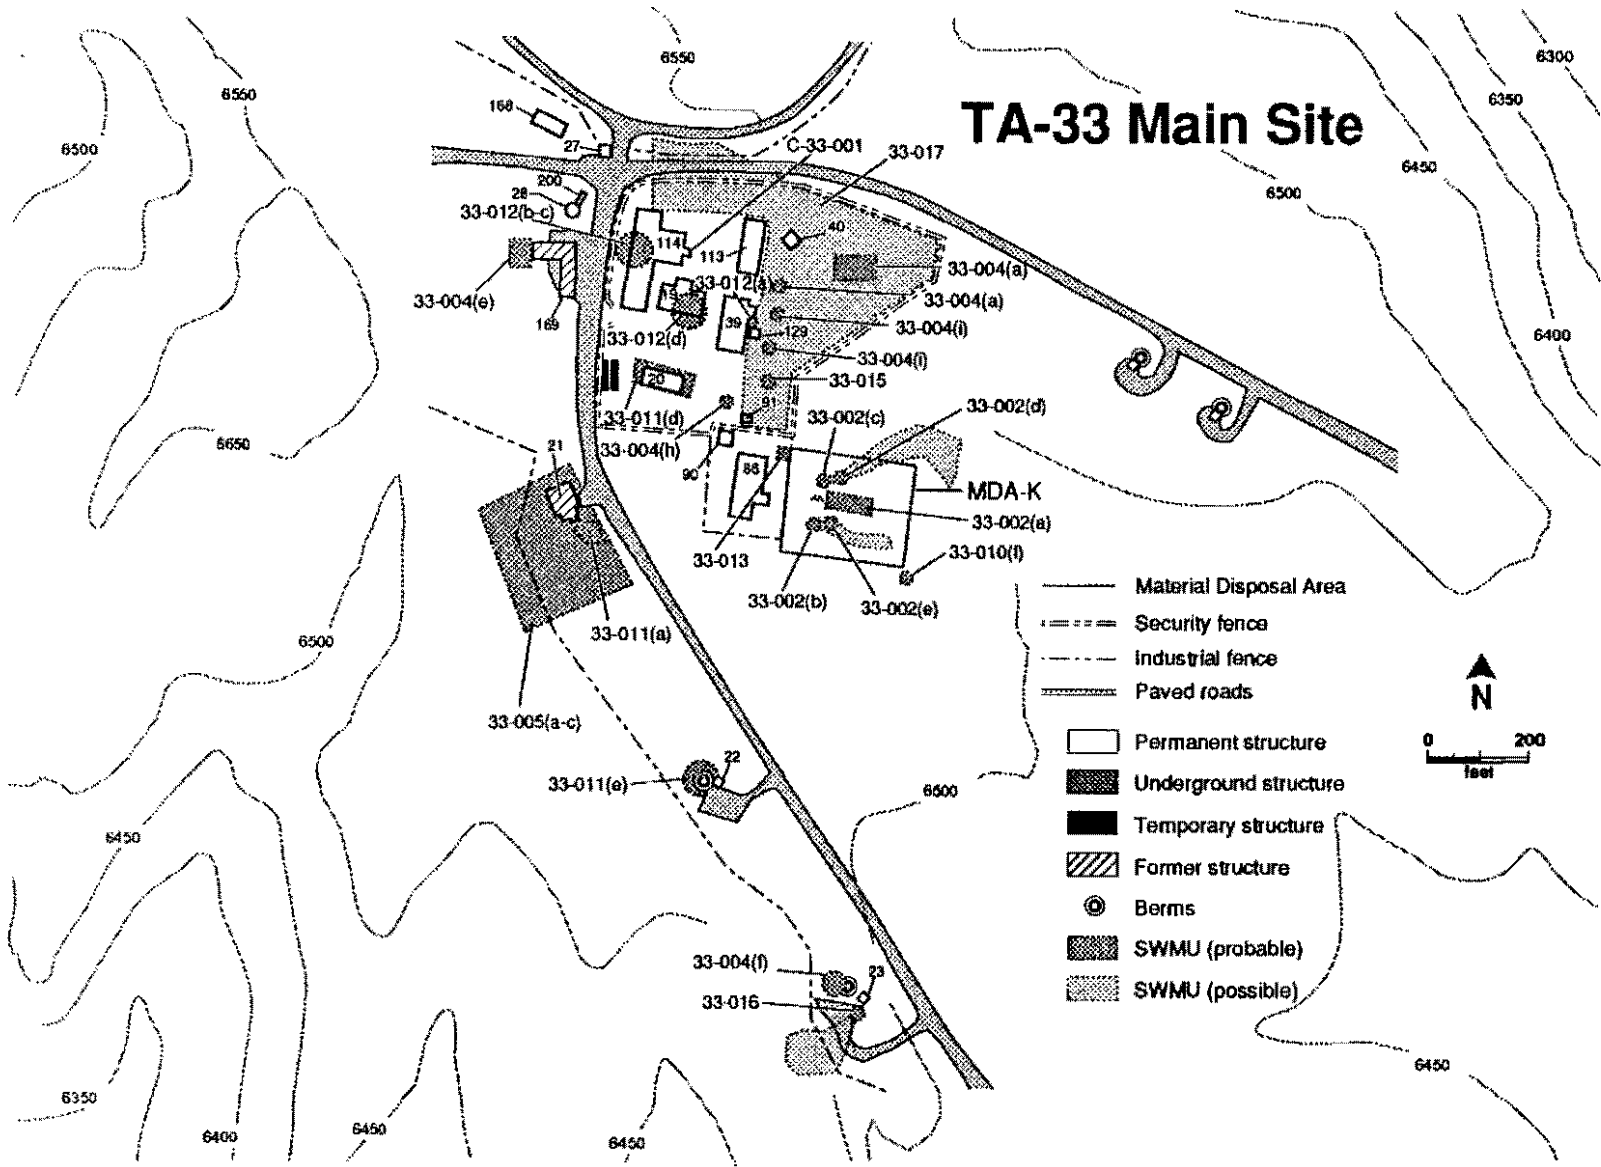 6550
6300
6550
6350
168
TA-33 Main Site
27
C-33-001
33-017
6500
6450
200
6500
28
33-012(b-c)
40
114
113
33-004(a)
33-012(a)
33-004(e)
33-004(a)
169
39
129
33-004(i)
6400
33-012(d)
33-004(i)
20
33-015
91
33-002(d)
33-011(d)
33-002(c)
6650
21
33-004(h)
90
86
MDA-K
33-002(a)
33-013
33-010(f)
Material Disposal Area
33-002(b)
33-002(e)
Security fence
33-011(a)
6500
Industrial fence
Paved roads
N
33-005(a-c)
0 200
feet
Permanent structure
22
33-011(e)
Underground structure
6500
Temporary structure
6450
Former structure
Berms
SWMU (probable)
33-004(f)
23
SWMU (possible)
33-016
6450
6350
6400
6450
6450